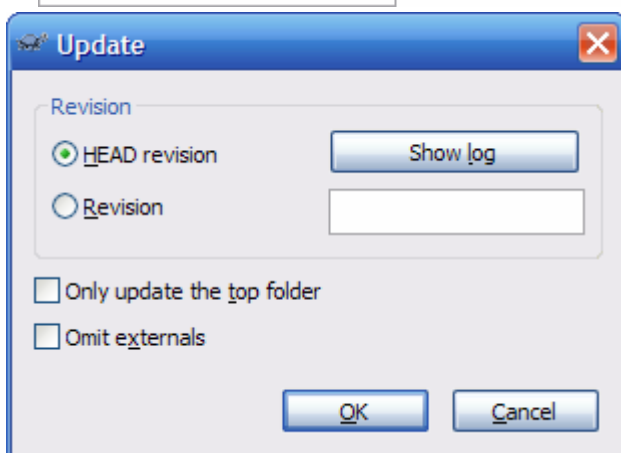 Update
Revision
HEAD revision
Show log
Revision
Only update the top folder
Omit externals
OK
Cancel